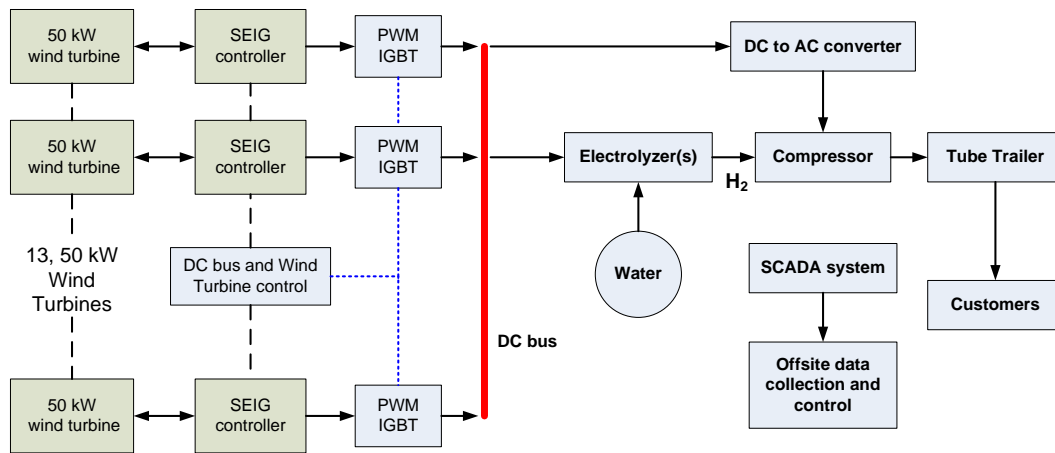 50 kW
wind turbine
SEIG
controller
PWM
IGBT
DC to AC converter
50 kW
wind turbine
SEIG
controller
PWM
IGBT
Electrolyzer(s)
H2
Compressor
Tube Trailer
13, 50 kW
Wind
Turbines
DC bus and Wind
Turbine control
Water
SCADA system
Customers
DC bus
Offsite data
collection and
control
50 kW
wind turbine
SEIG
controller
PWM
IGBT